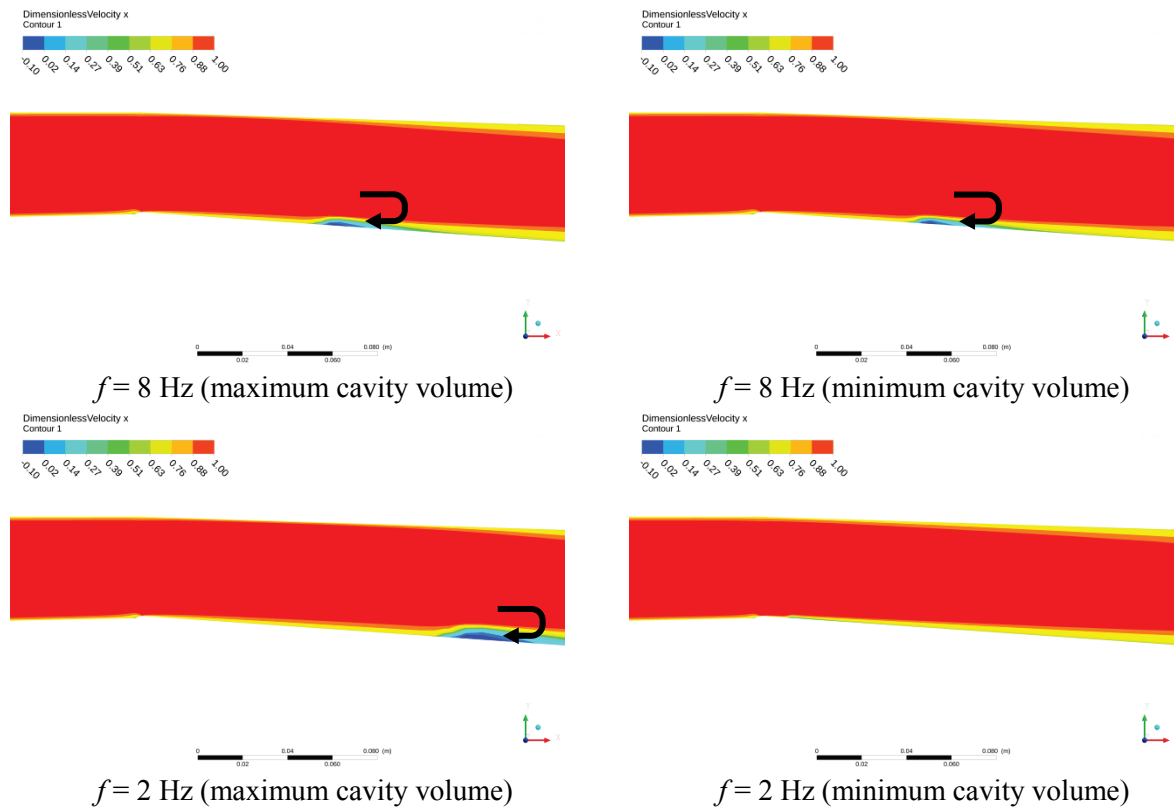 DimensionlessVelocity x
Contour 1
-0.10 0.02 0.14 0.27 0.39 0.51 0.63 0.76 0.88 1.00
0 0.04 0.080 (m)
0.02 0.060
f = 8 Hz (maximum cavity volume)
DimensionlessVelocity x
Contour 1
-0.10 0.02 0.14 0.27 0.39 0.51 0.63 0.76 0.88 1.00
0 0.04 0.080 (m)
0.02 0.060
f = 8 Hz (minimum cavity volume)
DimensionlessVelocity x
Contour 1
-0.10 0.02 0.14 0.27 0.39 0.51 0.63 0.76 0.88 1.00
0 0.04 0.080 (m)
0.02 0.060
f = 2 Hz (maximum cavity volume)
DimensionlessVelocity x
Contour 1
-0.10 0.02 0.14 0.27 0.39 0.51 0.63 0.76 0.88 1.00
0 0.04 0.080 (m)
0.02 0.060
f = 2 Hz (minimum cavity volume)